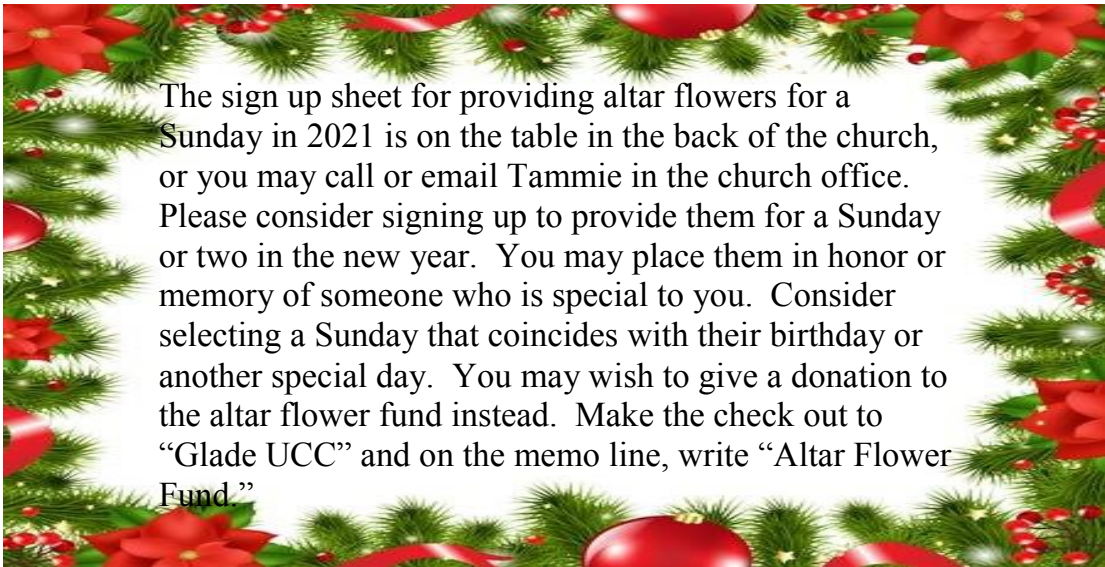 The sign up sheet for providing altar flowers for a
Sunday in 2021 is on the table in the back of the church,
or you may call or email Tammie in the church office.
Please consider signing up to provide them for a Sunday
or two in the new year.  You may place them in honor or
memory of someone who is special to you.  Consider
selecting a Sunday that coincides with their birthday or
another special day.  You may wish to give a donation to
the altar flower fund instead.  Make the check out to
“Glade UCC” and on the memo line, write “Altar Flower
Fund.”